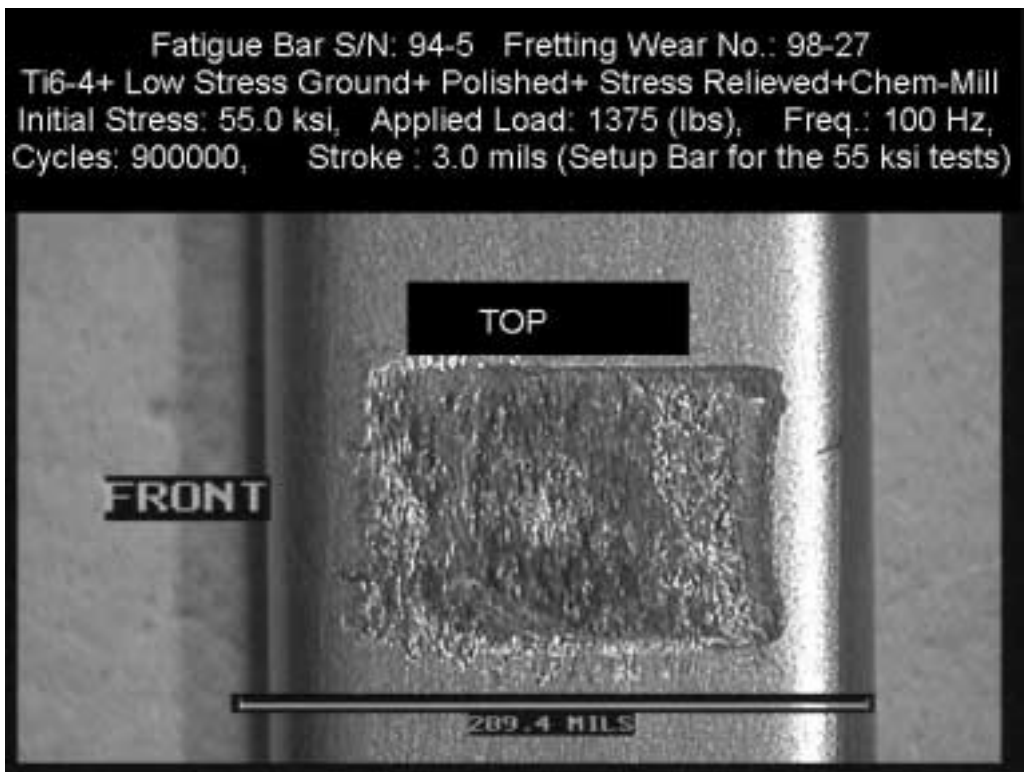 Fatigue Bar S/N: 94-5 Fretting Wear No.: 98-27
Ti6-4+ Low Stress Ground+ Polished+ Stress Relieved+Chem-Mill
Initial Stress: 55.0 ksi, Applied Load: 1375 (lbs), Freq.: 100 Hz,
Cycles: 900000, Stroke : 3.0 mils (Setup Bar for the 55 ksi tests)
TOP
FRONT
209.4 MILS